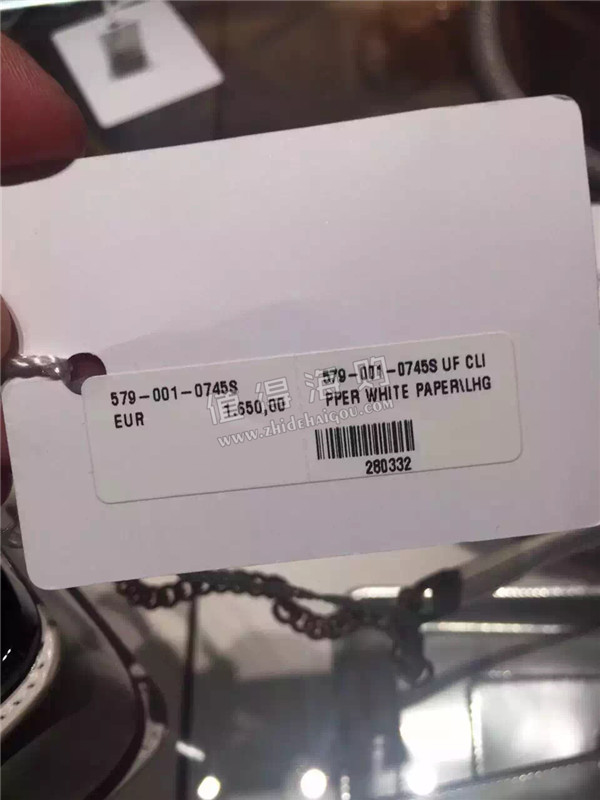 579-001-0745S
EUR 1.650,00
579-001-0745S UF CLI
PPER WHITE PAPER\LHG
280332
值得海购
www.zhidehaigou.com